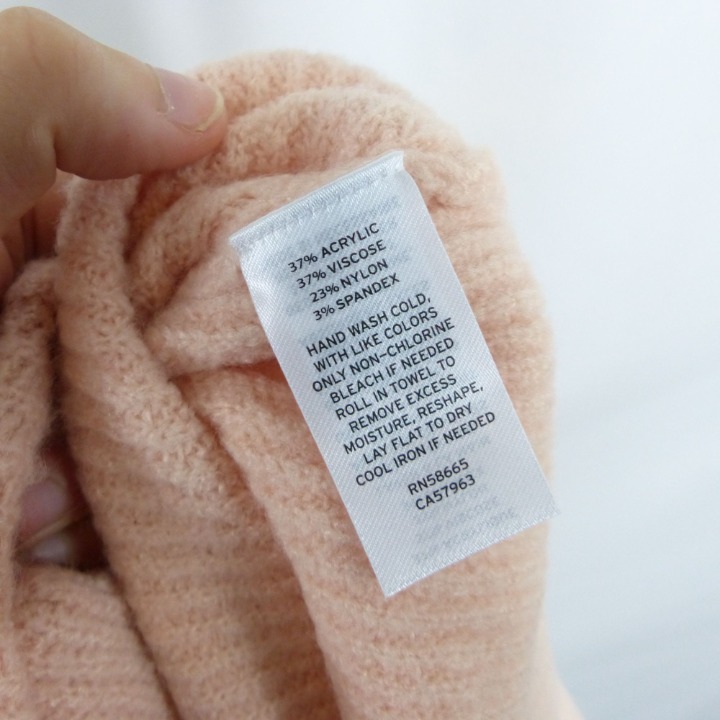 37% ACRYLIC
37% VISCOSE
23% NYLON
3% SPANDEX
HAND WASH COLD,
WITH LIKE COLORS
ONLY NON-CHLORINE
BLEACH IF NEEDED
ROLL IN TOWEL TO
REMOVE EXCESS
MOISTURE, RESHAPE,
LAY FLAT TO DRY
COOL IRON IF NEEDED
RN58665
CA57963